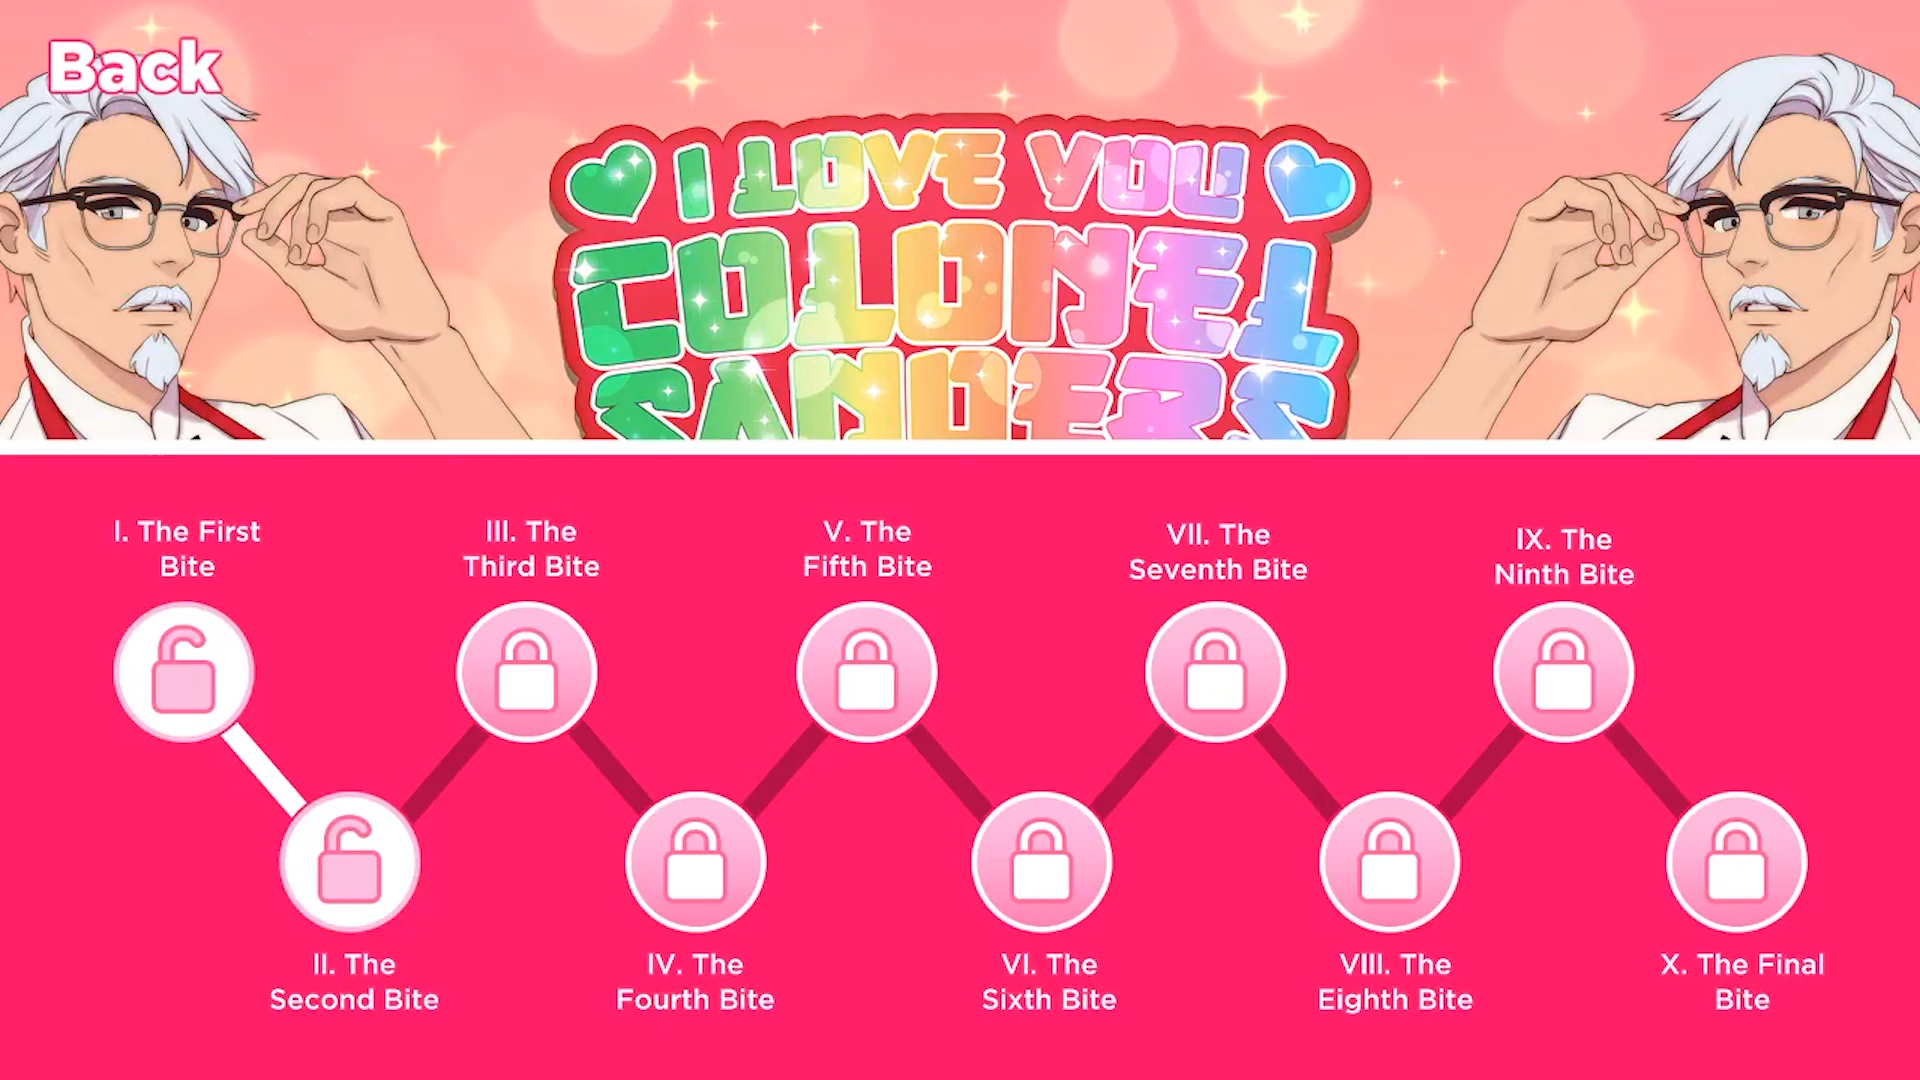 Back
I LOVE YOU
COLONEL
SANDERS
I. The First
Bite
III. The
Third Bite
V. The
Fifth Bite
VII. The
Seventh Bite
IX. The
Ninth Bite
II. The
Second Bite
IV. The
Fourth Bite
VI. The
Sixth Bite
VIII. The
Eighth Bite
X. The Final
Bite